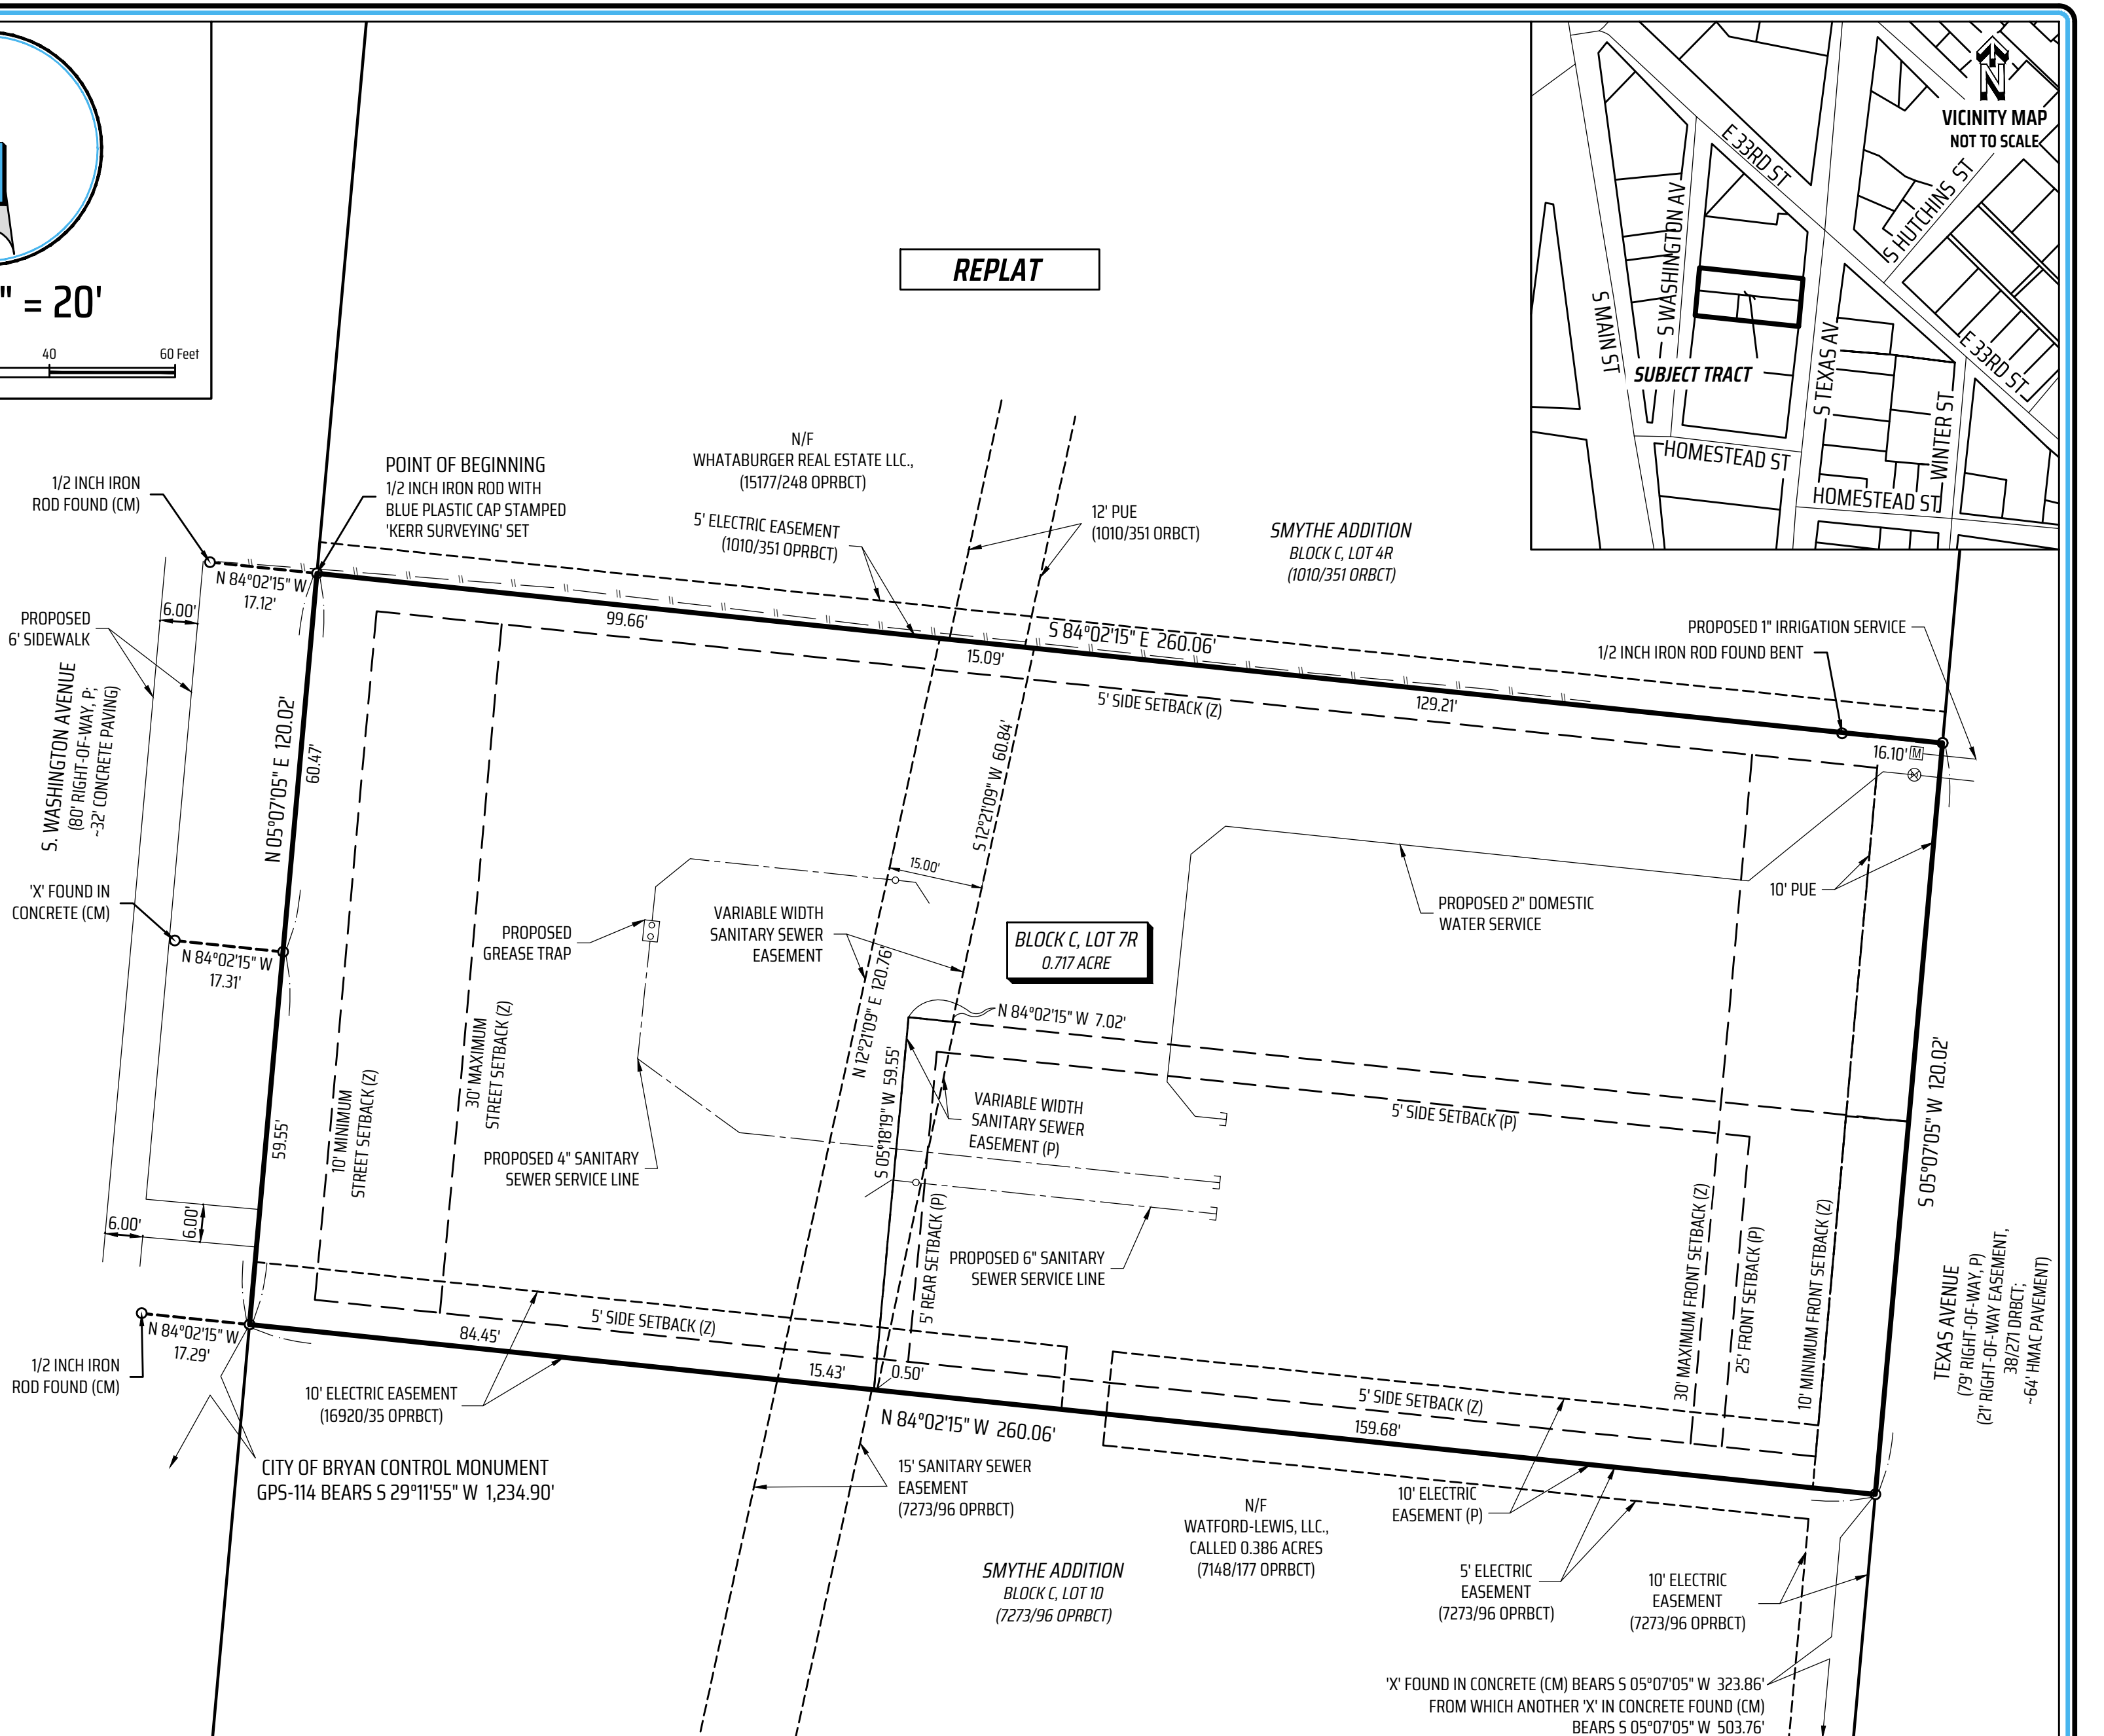 " = 20'
40
60 Feet
REPLAT
N
VICINITY MAP
NOT TO SCALE
E 33RD ST
S HUTCHINS ST
S WASHINGTON AV
S MAIN ST
SUBJECT TRACT
S TEXAS AV
E 33RD ST
WINTER ST
HOMESTEAD ST
HOMESTEAD ST
1/2 INCH IRON
ROD FOUND (CM)
POINT OF BEGINNING
1/2 INCH IRON ROD WITH
BLUE PLASTIC CAP STAMPED
'KERR SURVEYING' SET
N/F
WHATABURGER REAL ESTATE LLC.,
(15177/248 OPRBCT)
5' ELECTRIC EASEMENT
(1010/351 OPRBCT)
12' PUE
(1010/351 ORBCT)
SMYTHE ADDITION
BLOCK C, LOT 4R
(1010/351 ORBCT)
N 84°02'15" W
17.12'
6.00'
PROPOSED
6' SIDEWALK
99.66'
S 84°02'15" E 260.06'
15.09'
PROPOSED 1" IRRIGATION SERVICE
1/2 INCH IRON ROD FOUND BENT
5' SIDE SETBACK (Z)
129.21'
16.10'
M
S. WASHINGTON AVENUE
(80' RIGHT-OF-WAY, P;
~32' CONCRETE PAVING)
N 05°07'05" E 120.02'
60.47'
S 12°21'09" W 60.84'
15.00'
10' PUE
'X' FOUND IN
CONCRETE (CM)
N 84°02'15" W
17.31'
PROPOSED
GREASE TRAP
VARIABLE WIDTH
SANITARY SEWER
EASEMENT
BLOCK C, LOT 7R
0.717 ACRE
PROPOSED 2" DOMESTIC
WATER SERVICE
N 12°21'09" E 120.76'
N 84°02'15" W 7.02'
30' MAXIMUM
STREET SETBACK (Z)
10' MINIMUM
STREET SETBACK (Z)
59.55'
S 05°18'19" W 59.55'
VARIABLE WIDTH
SANITARY SEWER
EASEMENT (P)
5' SIDE SETBACK (P)
S 05°07'05" W 120.02'
PROPOSED 4" SANITARY
SEWER SERVICE LINE
6.00'
6.00'
5' REAR SETBACK (P)
PROPOSED 6" SANITARY
SEWER SERVICE LINE
30' MAXIMUM FRONT SETBACK (Z)
25' FRONT SETBACK (P)
10' MINIMUM FRONT SETBACK (Z)
TEXAS AVENUE
(79' RIGHT-OF-WAY, P)
(21' RIGHT-OF-WAY EASEMENT,
38/271 DRBCT;
~64' HMAC PAVEMENT)
N 84°02'15" W
17.29'
1/2 INCH IRON
ROD FOUND (CM)
84.45'
5' SIDE SETBACK (Z)
15.43'
0.50'
10' ELECTRIC EASEMENT
(16920/35 OPRBCT)
N 84°02'15" W 260.06'
5' SIDE SETBACK (Z)
159.68'
CITY OF BRYAN CONTROL MONUMENT
GPS-114 BEARS S 29°11'55" W 1,234.90'
15' SANITARY SEWER
EASEMENT
(7273/96 OPRBCT)
N/F
WATFORD-LEWIS, LLC.,
CALLED 0.386 ACRES
(7148/177 OPRBCT)
10' ELECTRIC
EASEMENT (P)
SMYTHE ADDITION
BLOCK C, LOT 10
(7273/96 OPRBCT)
5' ELECTRIC
EASEMENT
(7273/96 OPRBCT)
10' ELECTRIC
EASEMENT
(7273/96 OPRBCT)
'X' FOUND IN CONCRETE (CM) BEARS S 05°07'05" W 323.86'
FROM WHICH ANOTHER 'X' IN CONCRETE FOUND (CM)
BEARS S 05°07'05" W 503.76'